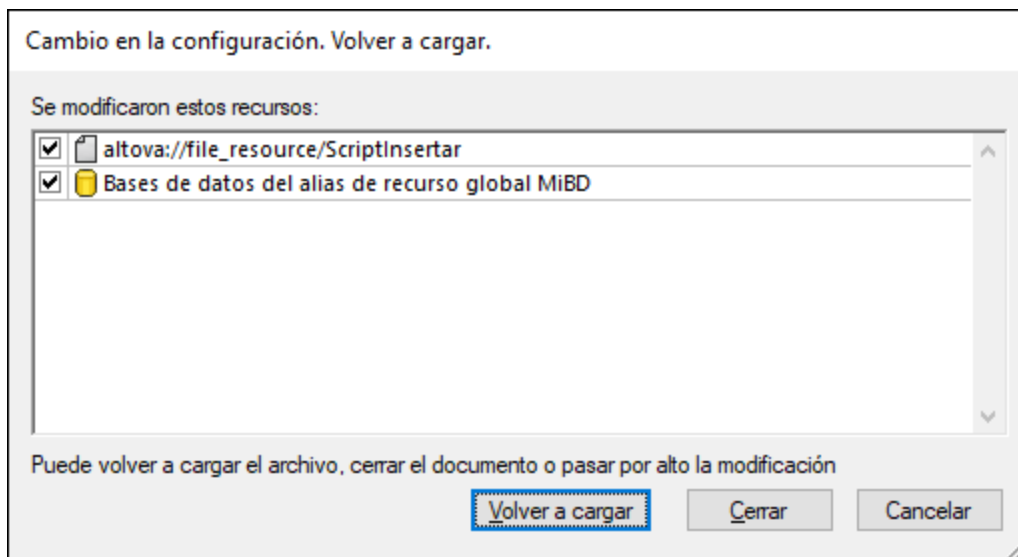 Cambio en la configuración. Volver a cargar.
Se modificaron estos recursos:
altova://file_resource/ScriptInsertar
Bases de datos del alias de recurso global MiBD
Puede volver a cargar el archivo, cerrar el documento o pasar por alto la modificación
Volver a cargar Cerrar Cancelar